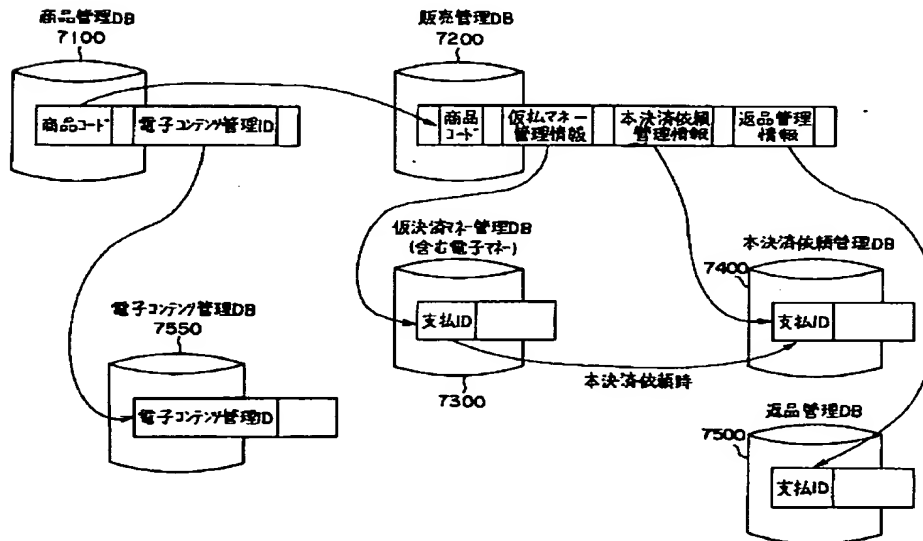 商品管理DB
7100
販売管理DB
7200
商品コード
電子コンテンツ管理ID
商品
コード
仮払マネー
管理情報
本決済依頼
管理情報
返品管理
情報
仮決済マネー管理DB
(含む電子マネー)
本決済依頼管理DB
7400
電子コンテンツ管理DB
7550
支払ID
支払ID
本決済依頼時
7300
電子コンテンツ管理ID
返品管理DB
7500
支払ID